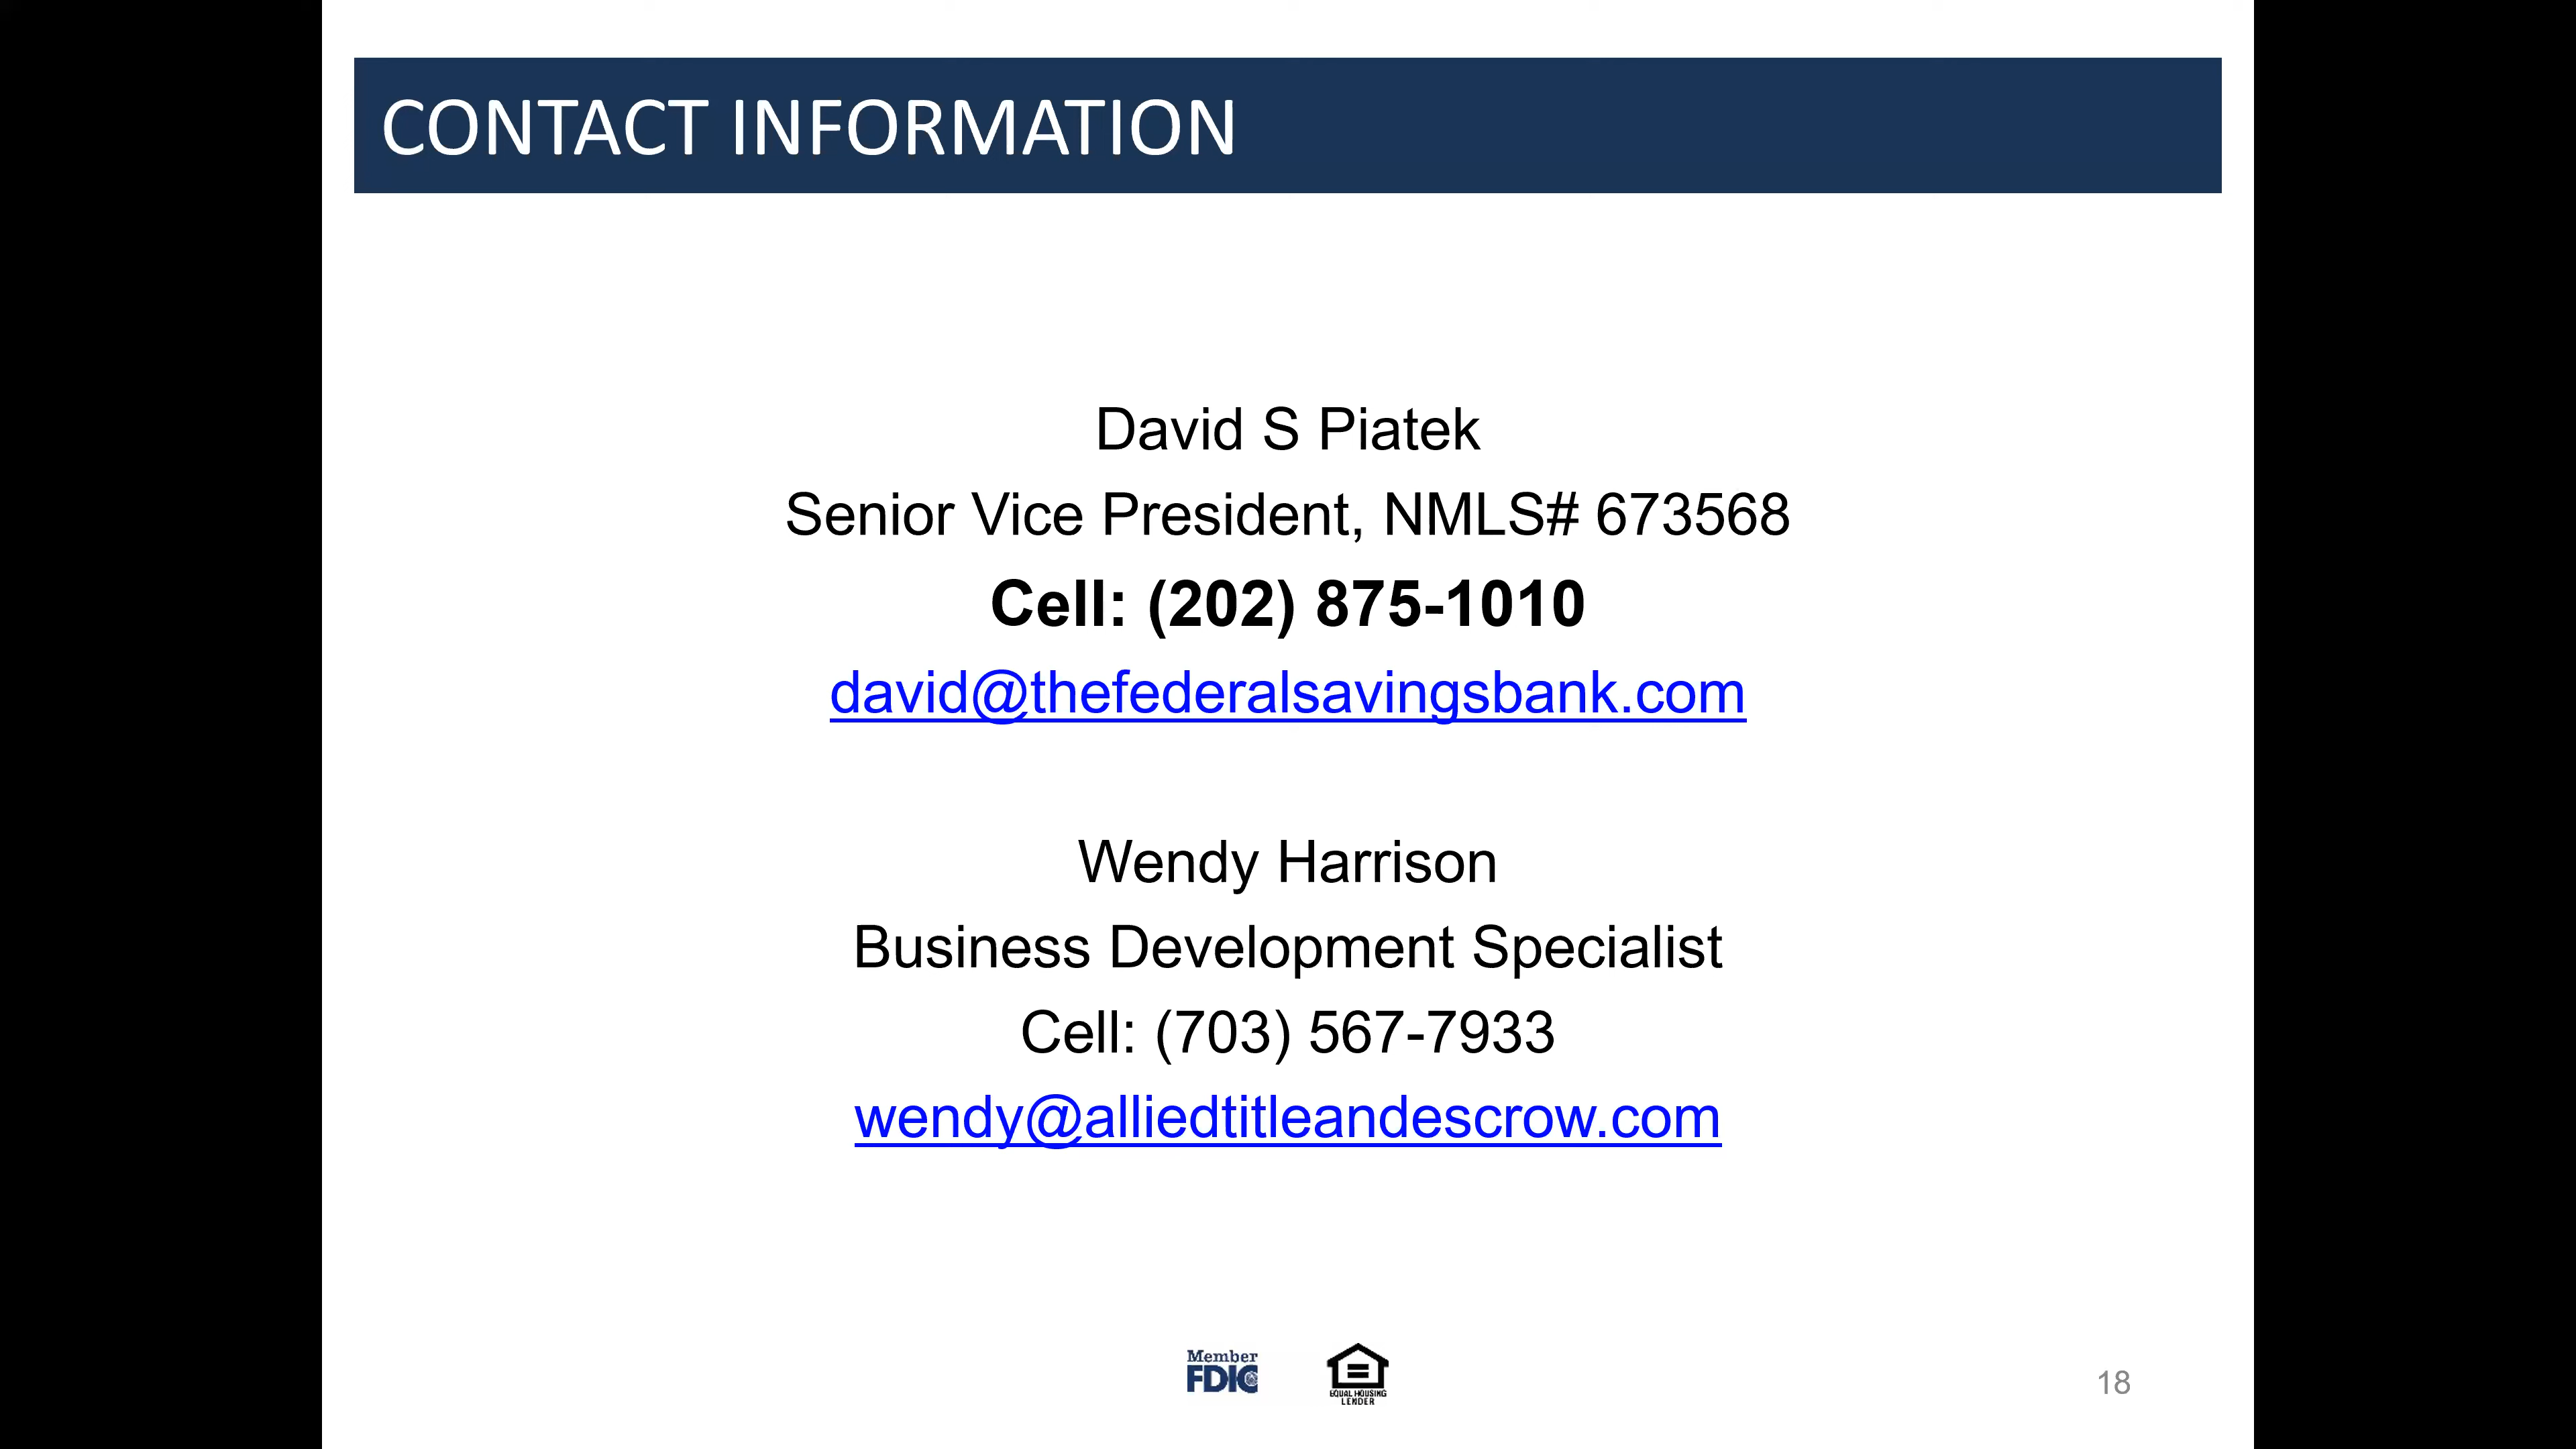 CONTACT INFORMATION
David S Piatek
Senior Vice President, NMLS# 673568
Cell: (202) 875-1010
david@thefederalsavingsbank.com
Wendy Harrison
Business Development Specialist
Cell: (703) 567-7933
wendy@alliedtitleandescrow.com
Member
FDIC
EQUAL HOUSING
LENDER
18